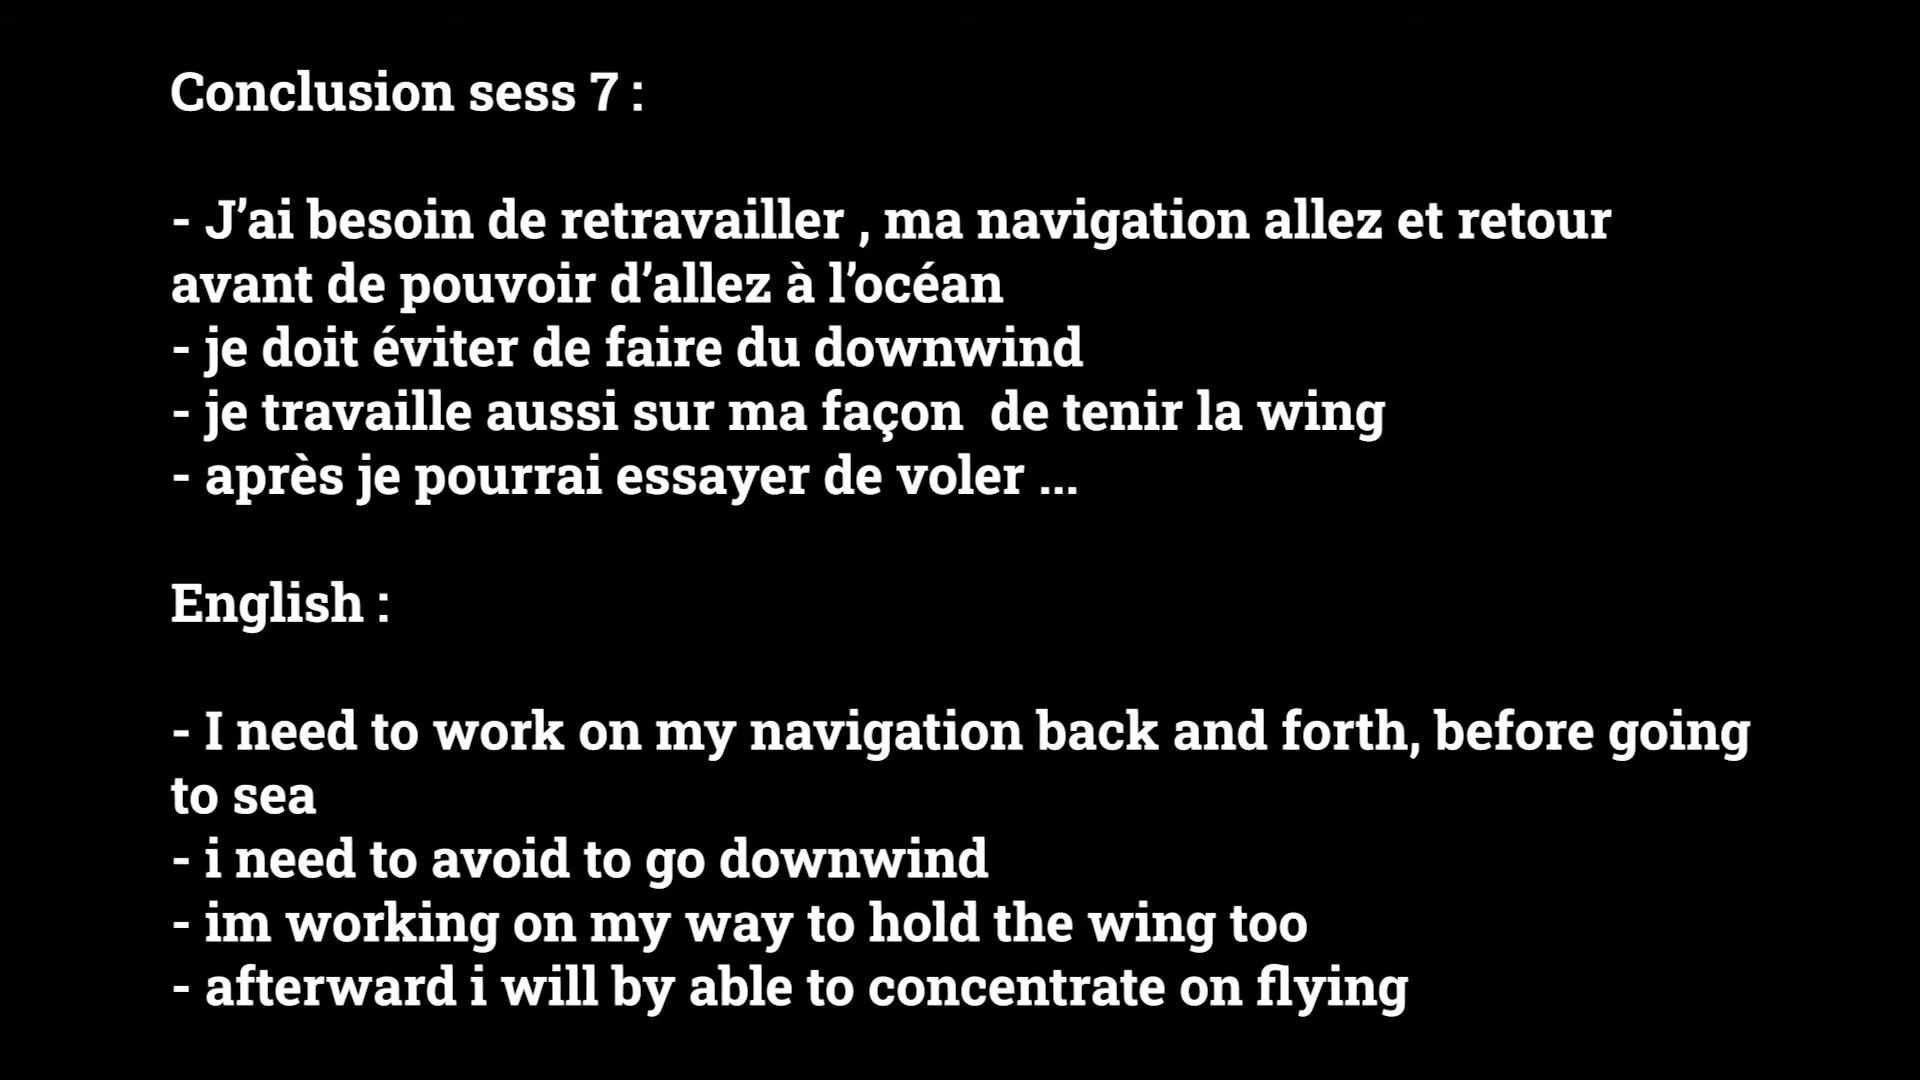 Conclusion sess 7 :
- J’ai besoin de retravailler , ma navigation allez et retour
avant de pouvoir d’allez à l’océan
- je doit éviter de faire du downwind
- je travaille aussi sur ma façon  de tenir la wing
- après je pourrai essayer de voler ...
English :
- I need to work on my navigation back and forth, before going
to sea
- i need to avoid to go downwind
- im working on my way to hold the wing too
- afterward i will by able to concentrate on flying